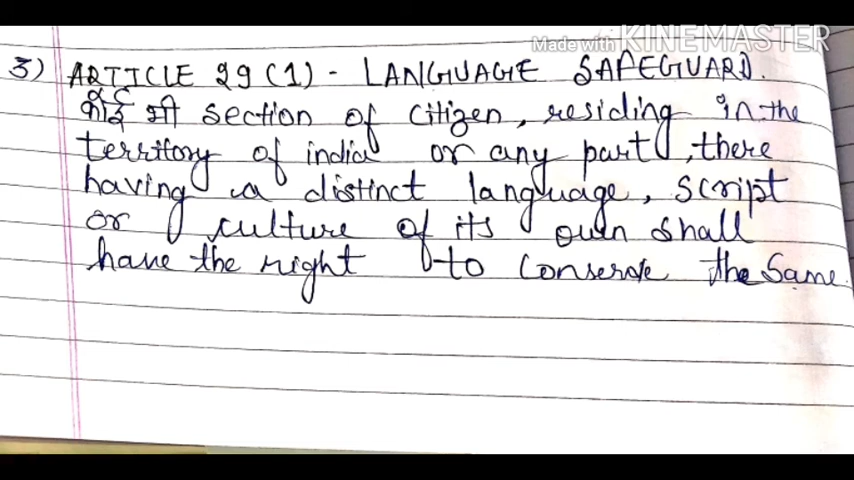 Made with KINEMASTER
3) ARTICLE 29 (1) - LANGUAGE SAFEGUARD.
कोई भी section of citizen, residing in the
territory of india or any part, there
having a distinct language, script
or culture of its own shall
have the right to conserve the same.